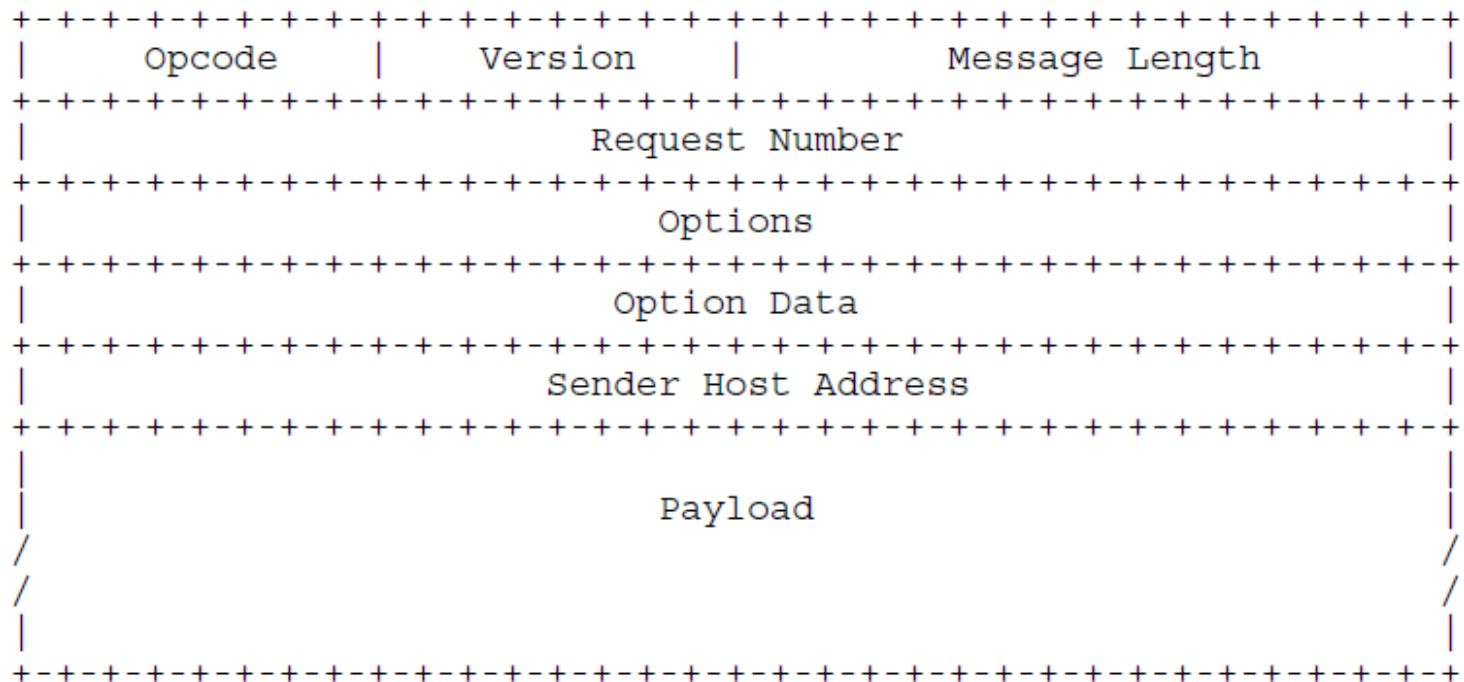 +-+-+-+-+-+-+-+-+-+-+-+-+-+-+-+-+-+-+-+-+-+-+-+-+-+-+-+-+-+-+-+-+
| Opcode | Version | Message Length |
+-+-+-+-+-+-+-+-+-+-+-+-+-+-+-+-+-+-+-+-+-+-+-+-+-+-+-+-+-+-+-+-+
| Request Number |
+-+-+-+-+-+-+-+-+-+-+-+-+-+-+-+-+-+-+-+-+-+-+-+-+-+-+-+-+-+-+-+-+
| Options |
+-+-+-+-+-+-+-+-+-+-+-+-+-+-+-+-+-+-+-+-+-+-+-+-+-+-+-+-+-+-+-+-+
| Option Data |
+-+-+-+-+-+-+-+-+-+-+-+-+-+-+-+-+-+-+-+-+-+-+-+-+-+-+-+-+-+-+-+-+
| Sender Host Address |
+-+-+-+-+-+-+-+-+-+-+-+-+-+-+-+-+-+-+-+-+-+-+-+-+-+-+-+-+-+-+-+-+
| |
| Payload |
/ /
/ /
| |
+-+-+-+-+-+-+-+-+-+-+-+-+-+-+-+-+-+-+-+-+-+-+-+-+-+-+-+-+-+-+-+-+